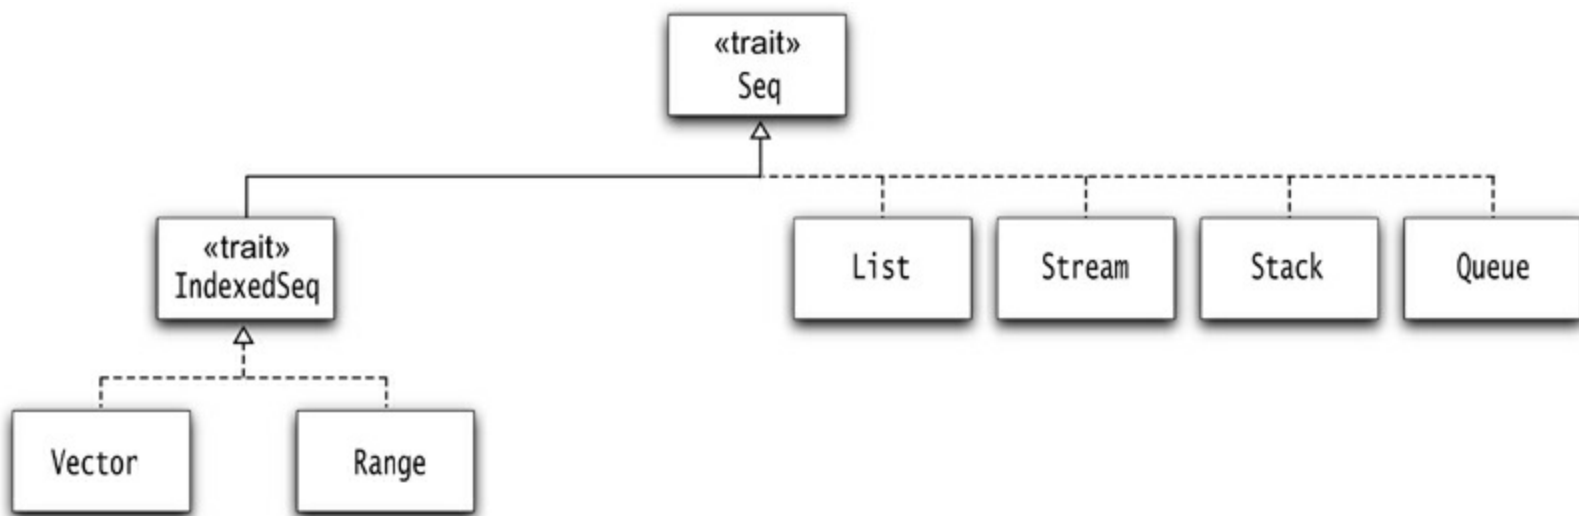 «trait»
Seq
«trait»
IndexedSeq
List
Stream
Stack
Queue
Vector
Range